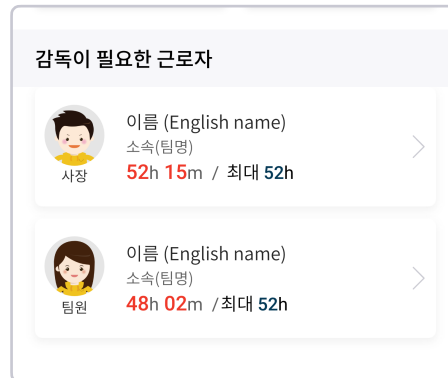 감독이 필요한 근로자
이름 (English name)
소속(팀명)
사장
52h 15m / 최대 52h
이름 (English name)
소속(팀명)
팀원
48h 02m /최대 52h